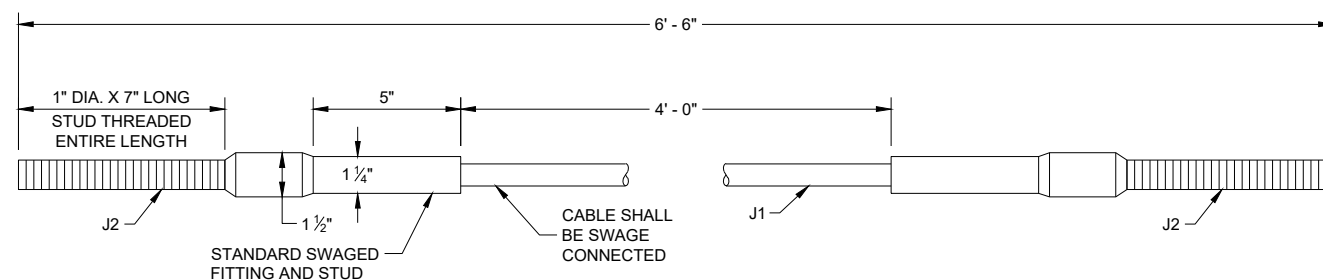 6' - 6"
1" DIA. X 7" LONG
STUD THREADED
ENTIRE LENGTH
5"
4' - 0"
1 ¼"
J2
1 ½"
STANDARD SWAGED
FITTING AND STUD
CABLE SHALL
BE SWAGE
CONNECTED
J1
J2